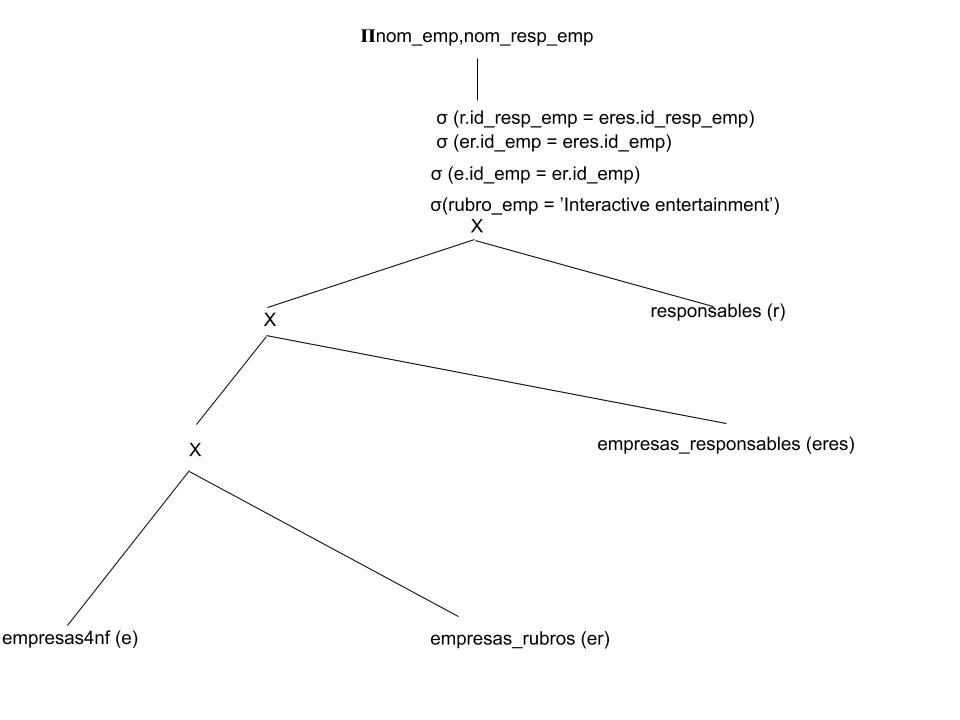 Πnom_emp,nom_resp_emp
σ (r.id_resp_emp = eres.id_resp_emp)
σ (er.id_emp = eres.id_emp)
σ (e.id_emp = er.id_emp)
σ(rubro_emp = ’Interactive entertainment’)
X
X
responsables (r)
X
empresas_responsables (eres)
empresas4nf (e)
empresas_rubros (er)